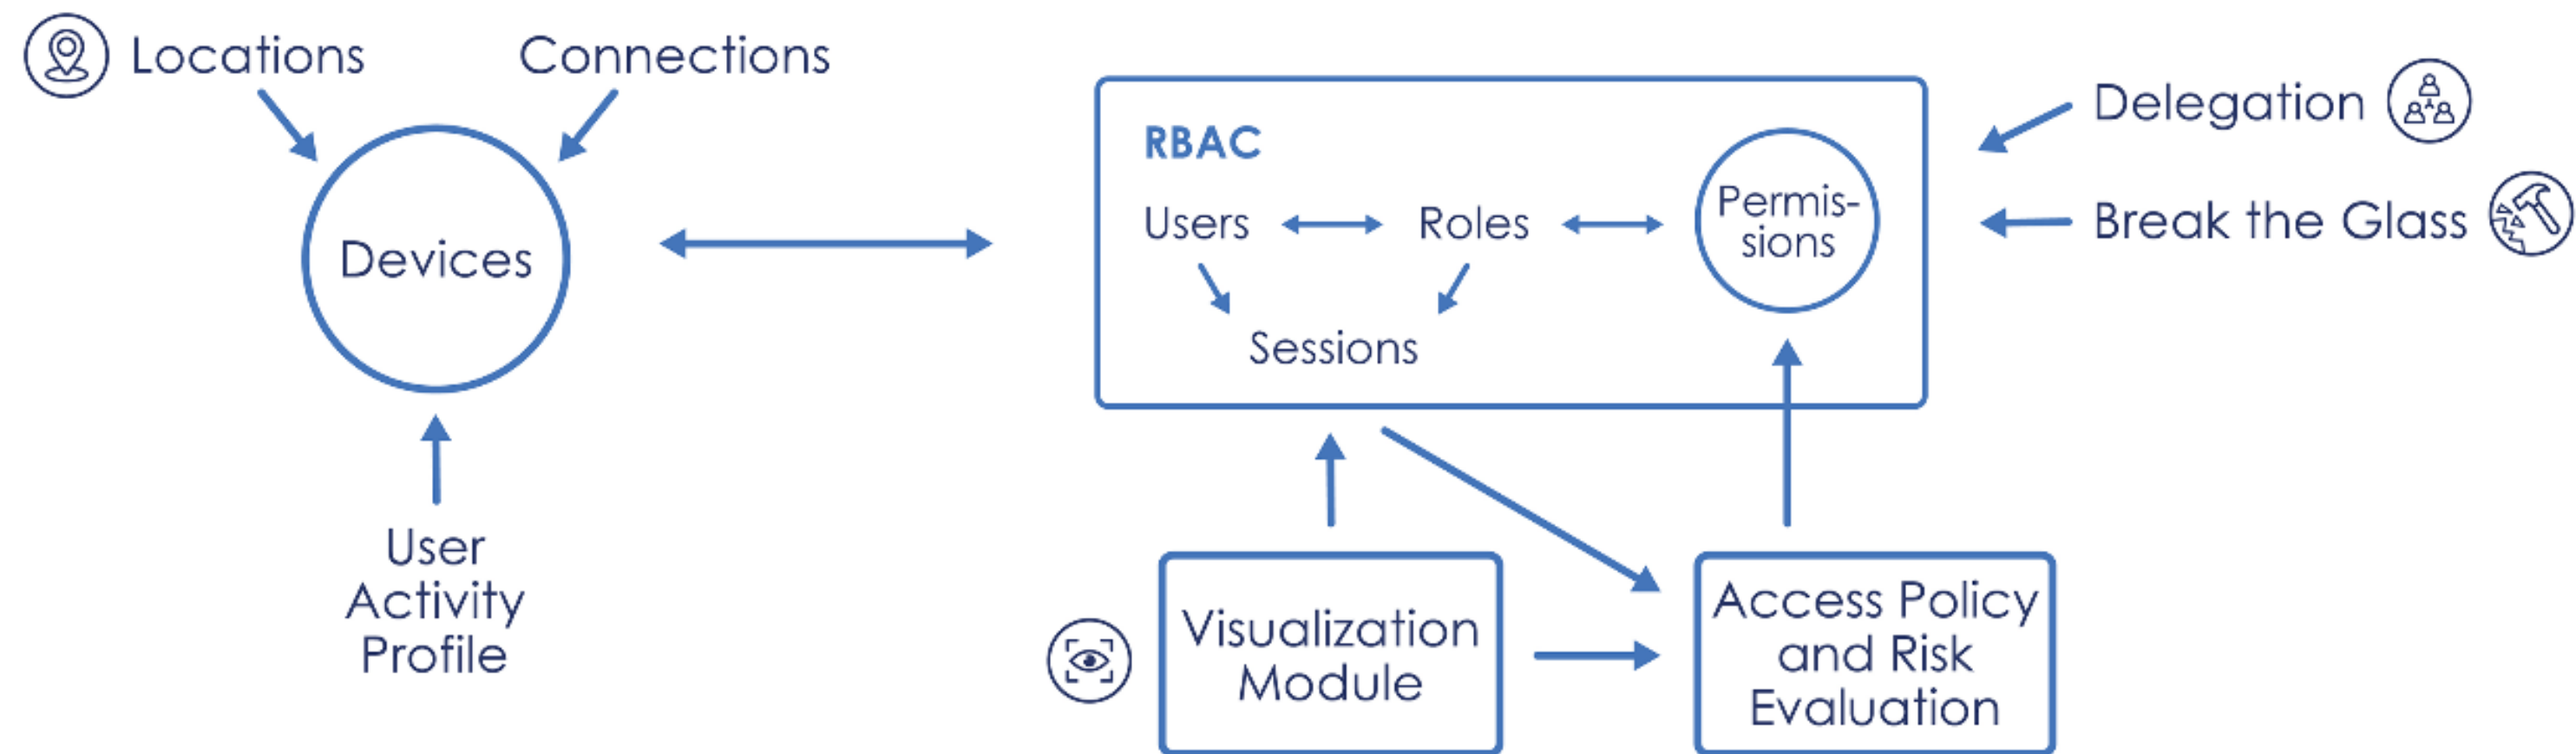 Locations
Connections
Devices
User
Activity
Profile
RBAC
Users
Roles
Permis-
sions
Sessions
Delegation
Break the Glass
Visualization
Module
Access Policy
and Risk
Evaluation